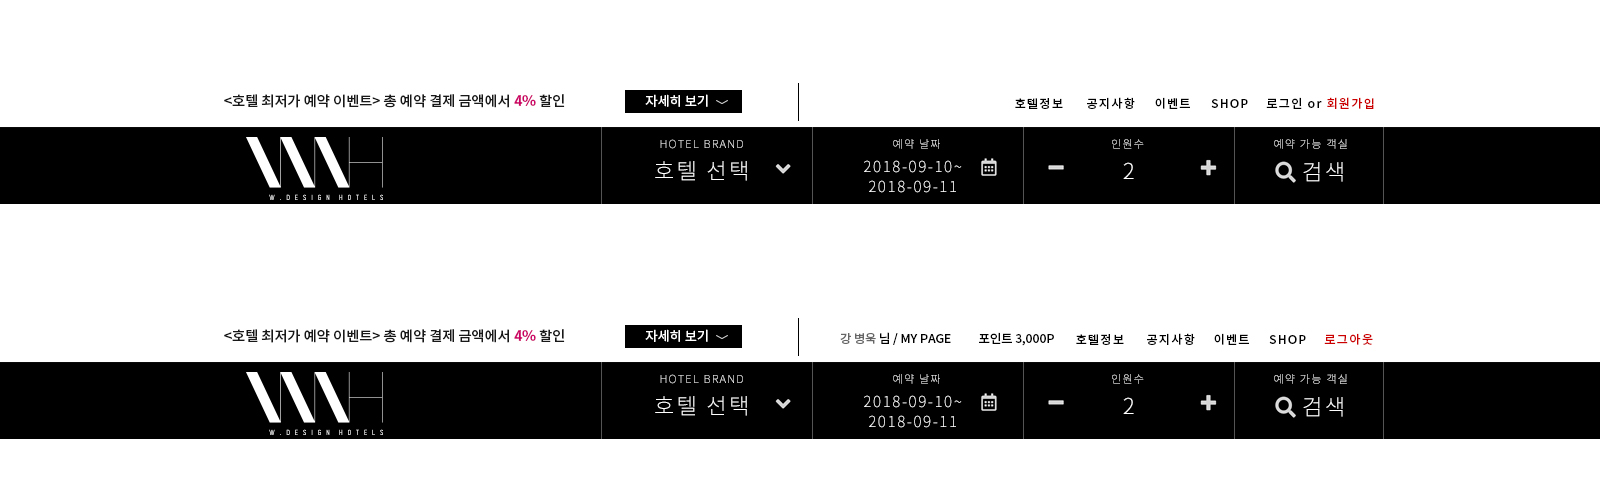 <호텔 최저가 예약 이벤트> 총 예약 결제 금액에서 4% 할인
자세히 보기
호텔정보 공지사항 이벤트 SHOP 로그인 or 회원가입
W.DESIGN HOTELS
HOTEL BRAND
호텔 선택
예약 날짜
2018-09-10~
2018-09-11
인원수
2
예약 가능 객실
검색
<호텔 최저가 예약 이벤트> 총 예약 결제 금액에서 4% 할인
자세히 보기
강 병욱 님 / MY PAGE 포인트 3,000P 호텔정보 공지사항 이벤트 SHOP 로그아웃
W.DESIGN HOTELS
HOTEL BRAND
호텔 선택
예약 날짜
2018-09-10~
2018-09-11
인원수
2
예약 가능 객실
검색